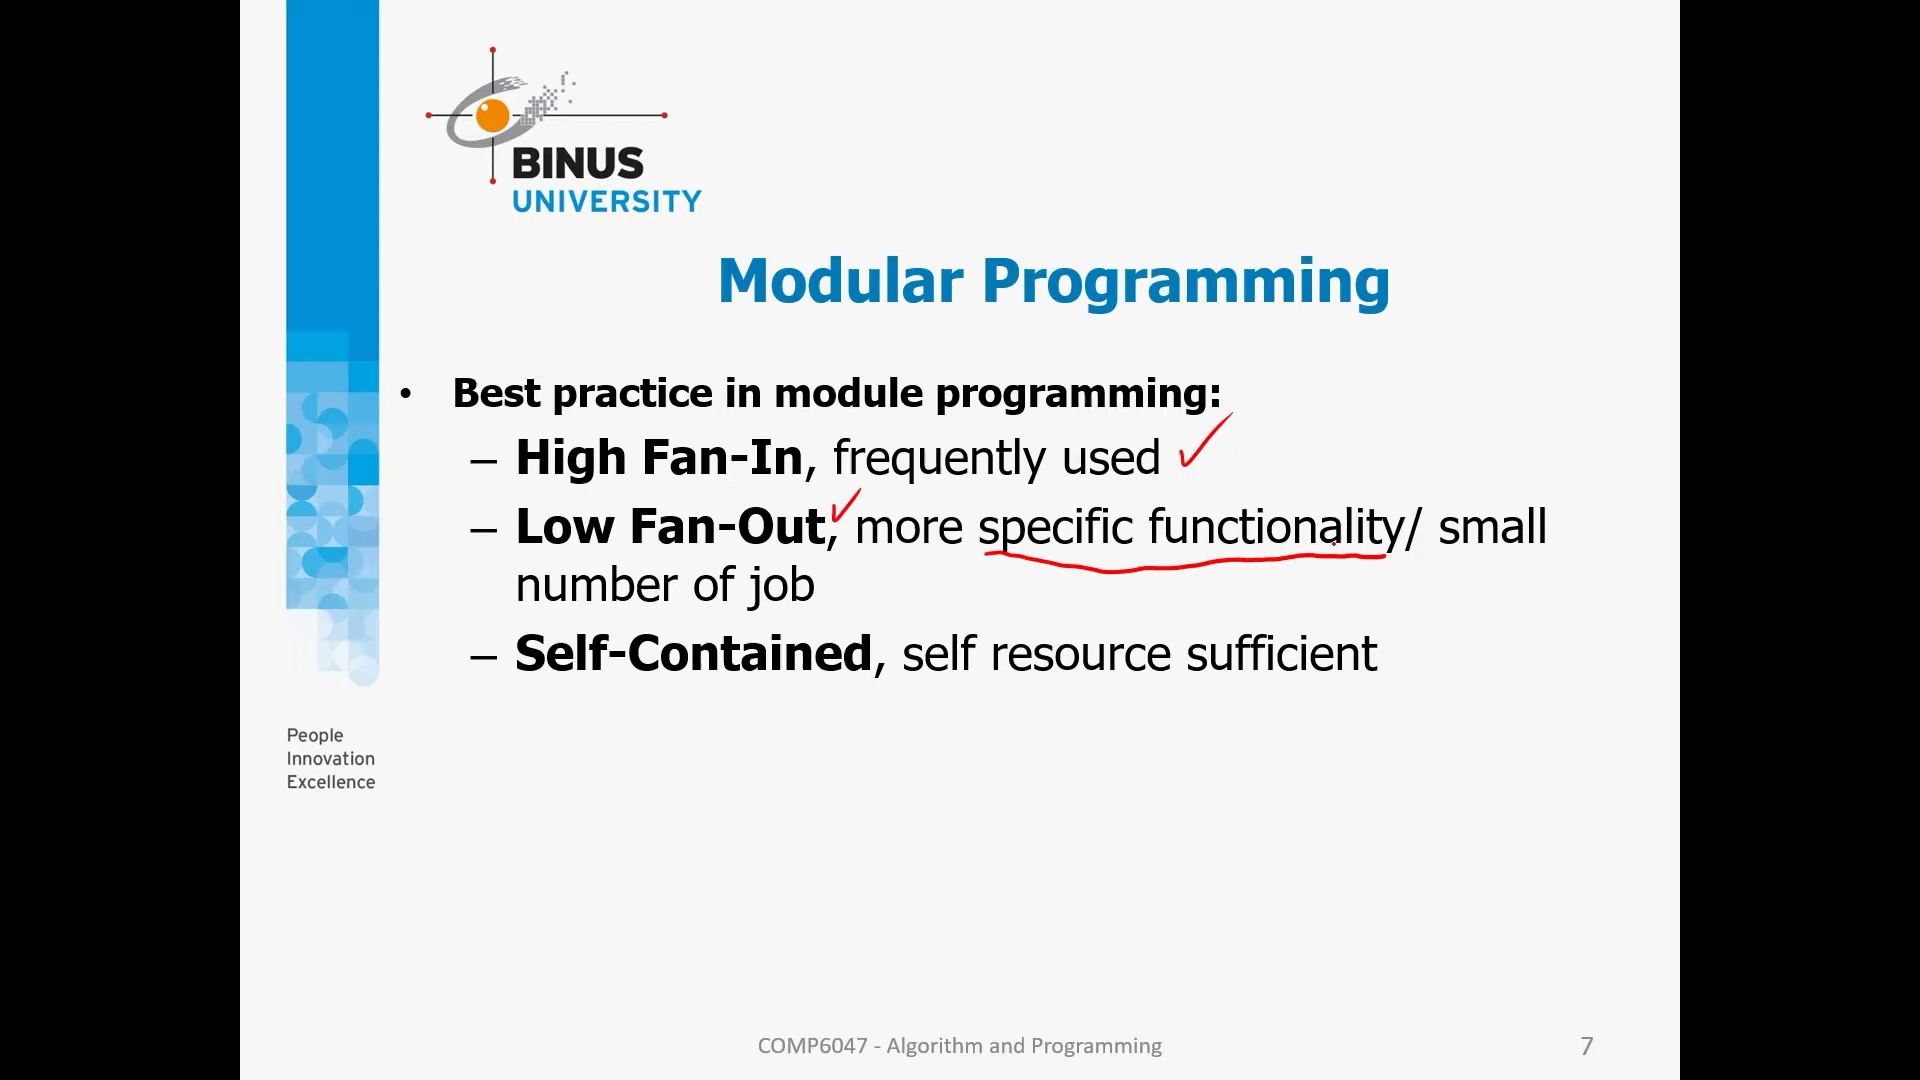 BINUS
UNIVERSITY
Modular Programming
• Best practice in module programming:
– High Fan-In, frequently used
– Low Fan-Out, more specific functionality/ small
number of job
– Self-Contained, self resource sufficient
People
Innovation
Excellence
COMP6047 - Algorithm and Programming
7